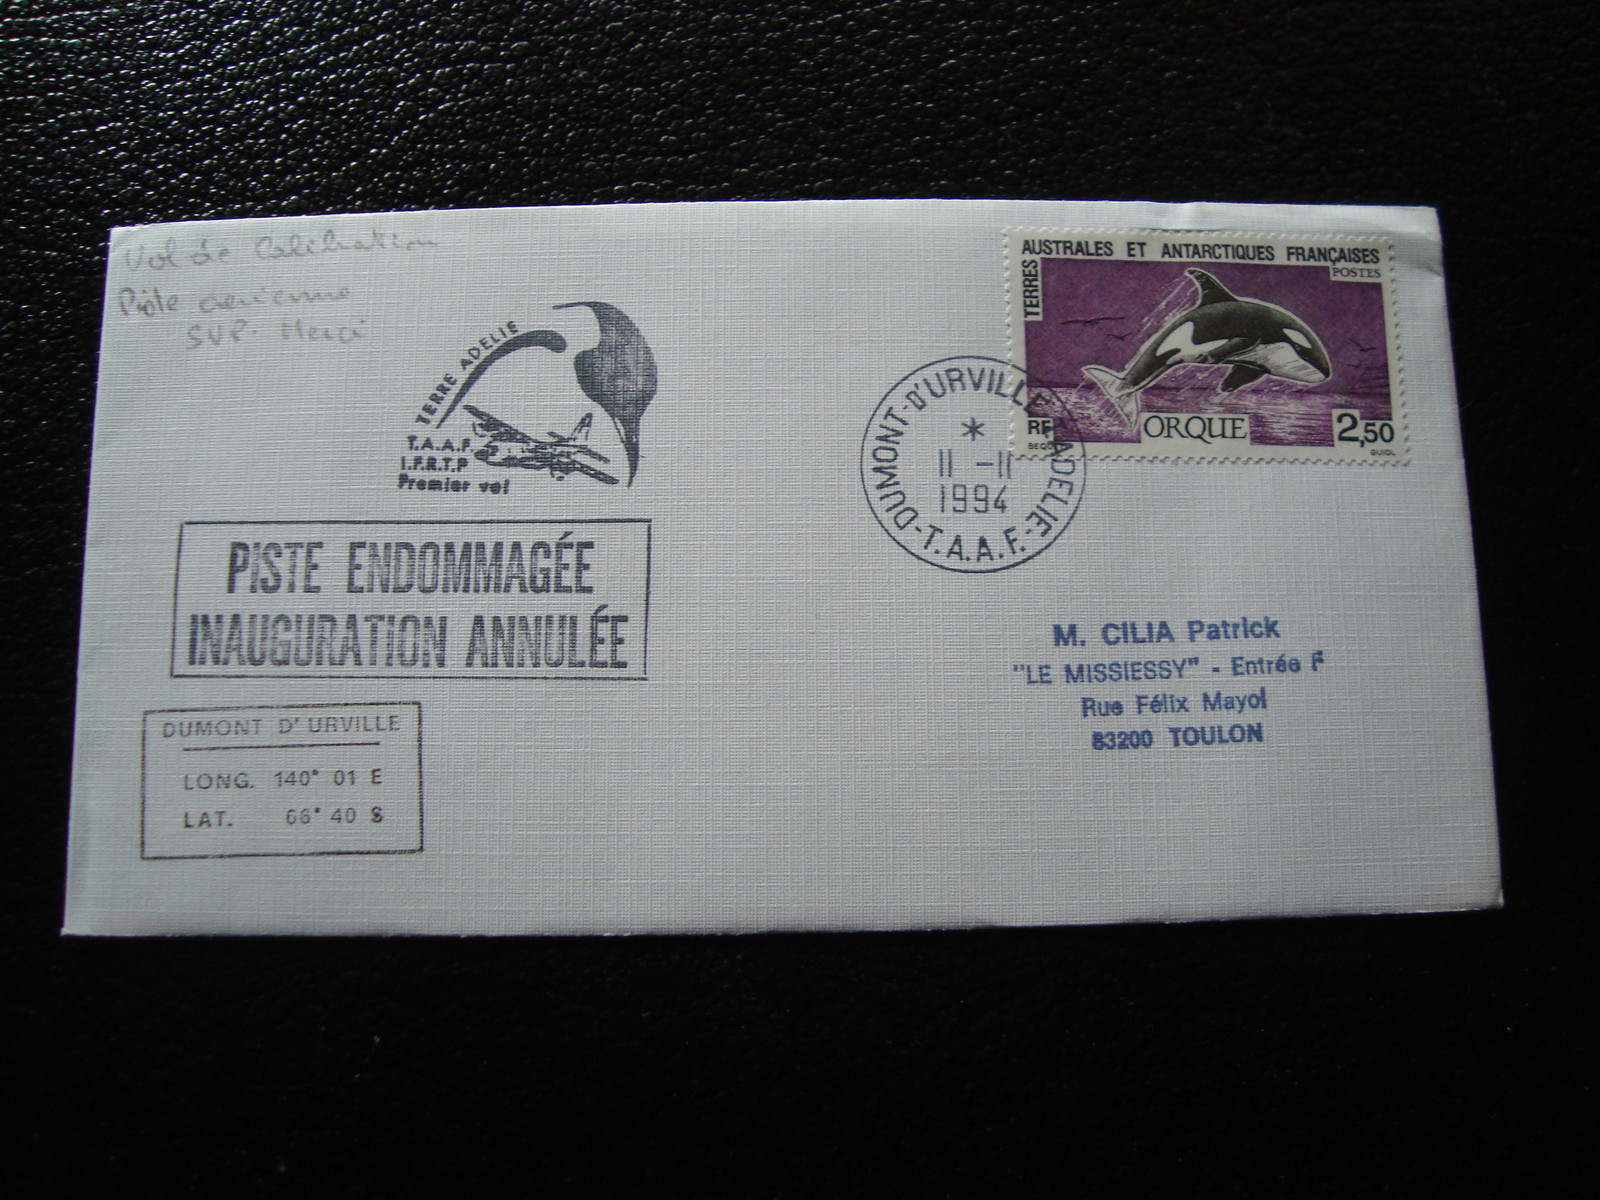 Vol de Calibration
Piste aérienne
SVP. Merci
TERRE ADELIE
T.A.A.F.
I.F.R.T.P
Premier vol
PISTE ENDOMMAGÉE
INAUGURATION ANNULÉE
DUMONT D'URVILLE
LONG. 140° 01 E
LAT. 66° 40 S
TERRES AUSTRALES ET ANTARCTIQUES FRANÇAISES
POSTES
RF
ORQUE
2,50
GUIOL
DUMONT-D'URVILLE-ADELIE-T.A.A.F.-
*
11 -11
1994
M. CILIA Patrick
"LE MISSIESSY" - Entrée F
Rue Félix Mayol
83200 TOULON